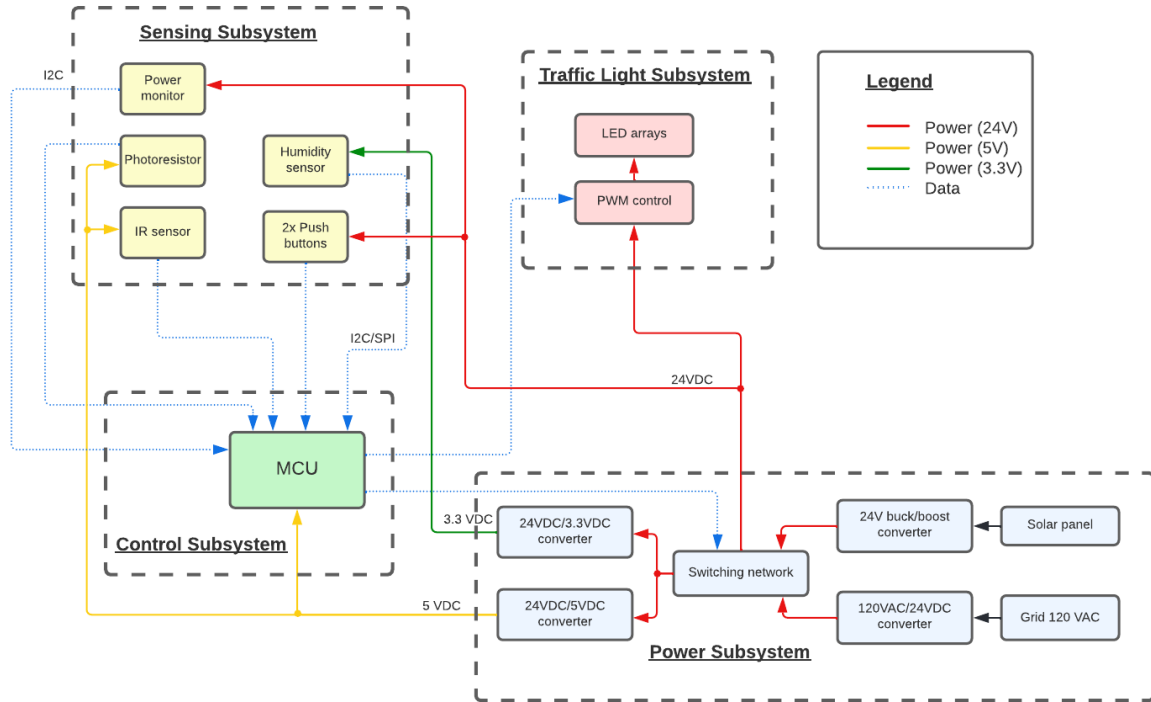 Sensing Subsystem
I2C
Power
monitor
Photoresistor
Humidity
sensor
IR sensor
2x Push
buttons
Traffic Light Subsystem
LED arrays
PWM control
Legend
Power (24V)
Power (5V)
Power (3.3V)
Data
I2C/SPI
24VDC
MCU
Control Subsystem
3.3 VDC
5 VDC
24VDC/3.3VDC
converter
24VDC/5VDC
converter
Switching network
24V buck/boost
converter
Solar panel
120VAC/24VDC
converter
Grid 120 VAC
Power Subsystem